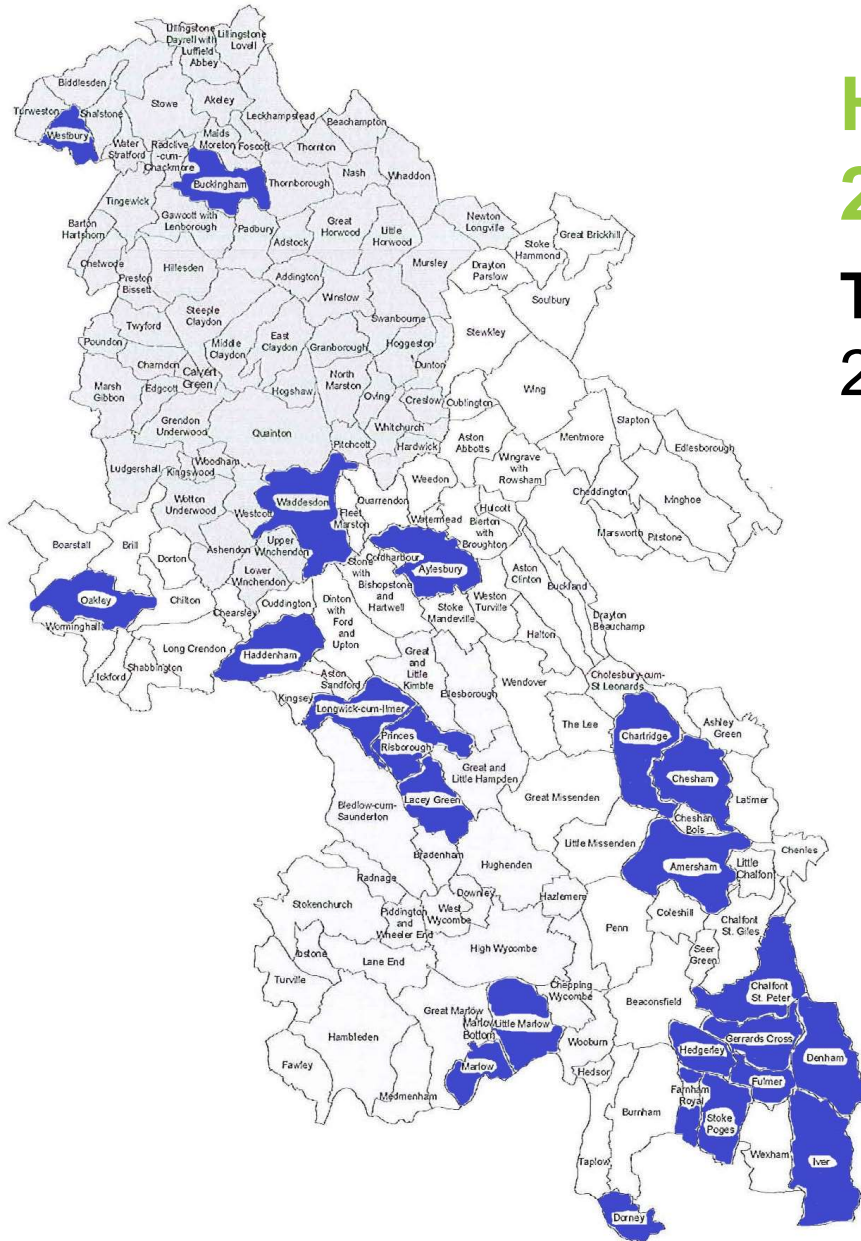 Lillingstone
Dayrell with
Luffield
Abbey
Lillingstone
Lovell
Biddlesden
Stowe
Akeley
Leckhampstead
Turweston
Shalstone
Westbury
Water
Stratford
Radclive
-cum-
Chackmore
Maids
Moreton
Foscott
Beachampton
Thornton
Buckingham
Thornborough
Nash
Whaddon
Tingewick
Gawcott with
Lenborough
Padbury
Great
Horwood
Little
Horwood
Newton
Longville
Barton
Hartshorn
Adstock
Great Brickhill
Stoke
Hammond
Chetwode
Preston
Bissett
Hillesden
Addington
Mursley
Drayton
Parslow
Soulbury
Winslow
Steeple
Claydon
Swanbourne
Twyford
Poundon
Middle
Claydon
East
Claydon
Granborough
Hoggeston
Stewkley
Charndon
Calvert
Green
Dunton
Marsh
Gibbon
Edgcott
Hogshaw
North
Marston
Oving
Creslow
Cublington
Wing
Grendon
Underwood
Quainton
Whitchurch
Pitchcott
Hardwick
Aston
Abbotts
Mentmore
Slapton
Edlesborough
Ludgershall
Woodham
Kingswood
Wingrave
with
Rowsham
Weedon
Cheddington
Ivinghoe
Wotton
Underwood
Westcott
Waddesdon
Fleet
Marston
Quarrendon
Hulcott
Watermead
Bierton
with
Broughton
Marsworth
Pitstone
Boarstall
Brill
Dorton
Ashendon
Upper
Winchendon
Coldharbour
Aylesbury
Aston
Clinton
Buckland
Stone
with
Bishopstone
and
Hartwell
Lower
Winchendon
Oakley
Chilton
Chearsley
Cuddington
Dinton
with
Ford
and
Upton
Stoke
Mandeville
Weston
Turville
Drayton
Beauchamp
Worminghall
Halton
Long Crendon
Haddenham
Ickford
Shabbington
Aston
Sandford
Great
and
Little
Kimble
Ellesborough
Wendover
Cholesbury-cum-
St Leonards
Kingsey
Longwick-cum-Ilmer
The Lee
Chartridge
Ashley
Green
Princes
Risborough
Great and
Little Hampden
Chesham
Lacey Green
Great Missenden
Latimer
Bledlow-cum-
Saunderton
Chesham
Bois
Bradenham
Hughenden
Little Missenden
Chenies
Amersham
Little
Chalfont
Radnage
Stokenchurch
Downley
Hazlemere
West
Wycombe
Piddington
and
Wheeler End
Penn
Coleshill
Chalfont
St. Giles
Ibstone
Lane End
High Wycombe
Seer
Green
Turville
Chepping
Wycombe
Beaconsfield
Chalfont
St. Peter
Great Marlow
Marlow
Bottom
Little Marlow
Hambleden
Wooburn
Gerrards Cross
Hedgerley
Denham
Fawley
Marlow
Hedsor
Fulmer
Medmenham
Farnham
Royal
Burnham
Stoke
Poges
Taplow
Wexham
Iver
Dorney
H
2
T
2